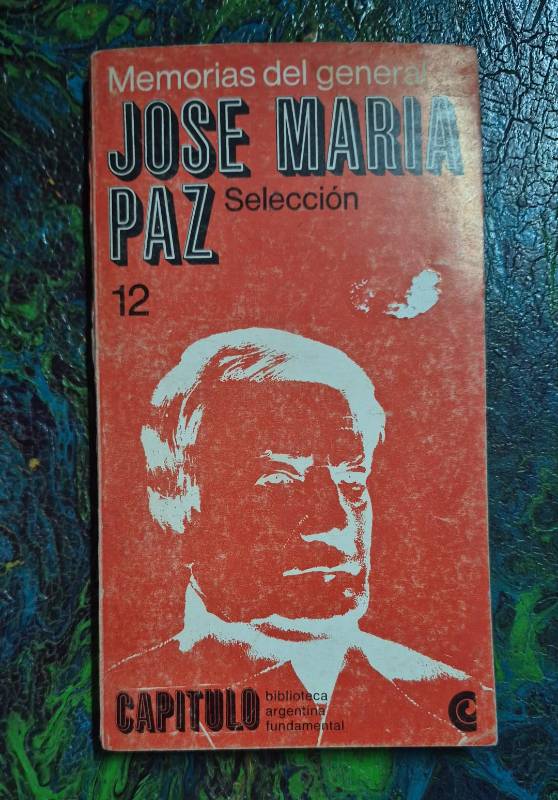 Memorias del general
JOSE MARIA
PAZ
Selección
12
CAPITULO
biblioteca
argentina
fundamental